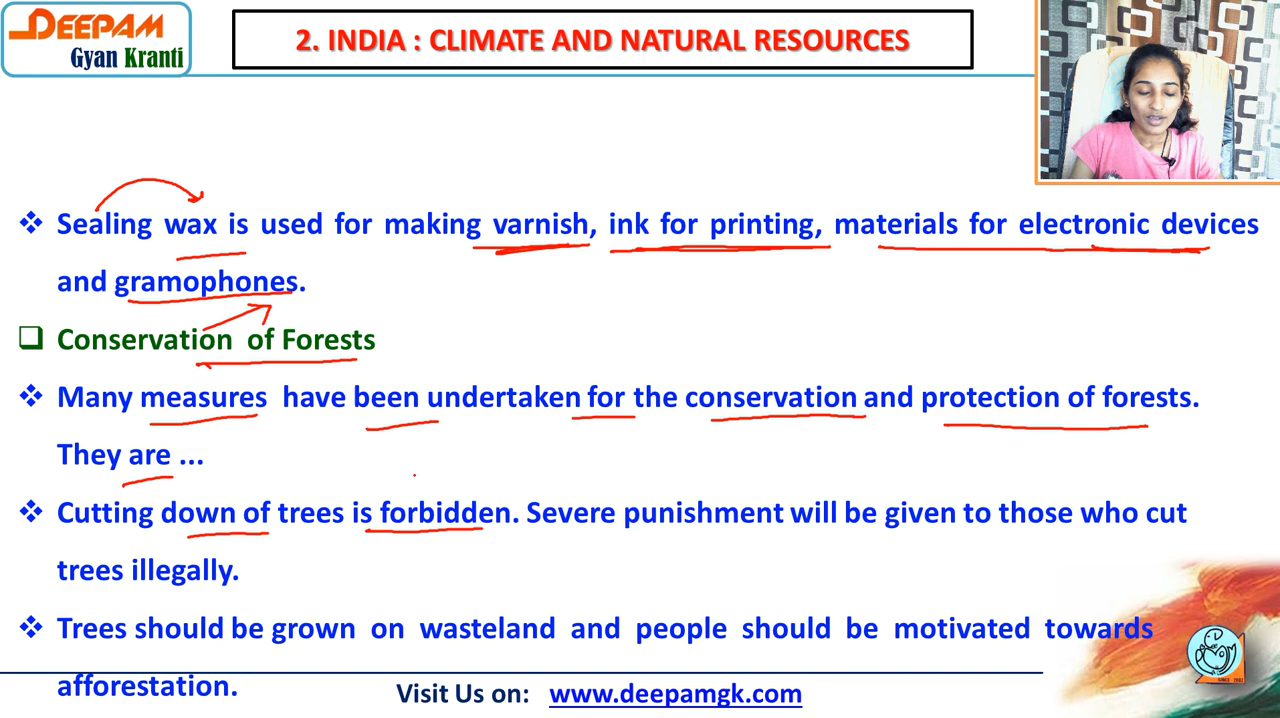 DEEPAM
Gyan Kranti
2. INDIA : CLIMATE AND NATURAL RESOURCES
❖ Sealing wax is used for making varnish, ink for printing, materials for electronic devices
and gramophones.
❑ Conservation of Forests
❖ Many measures have been undertaken for the conservation and protection of forests.
They are ...
❖ Cutting down of trees is forbidden. Severe punishment will be given to those who cut
trees illegally.
❖ Trees should be grown on wasteland and people should be motivated towards
afforestation.
SINCE 2002
Visit Us on: www.deepamgk.com